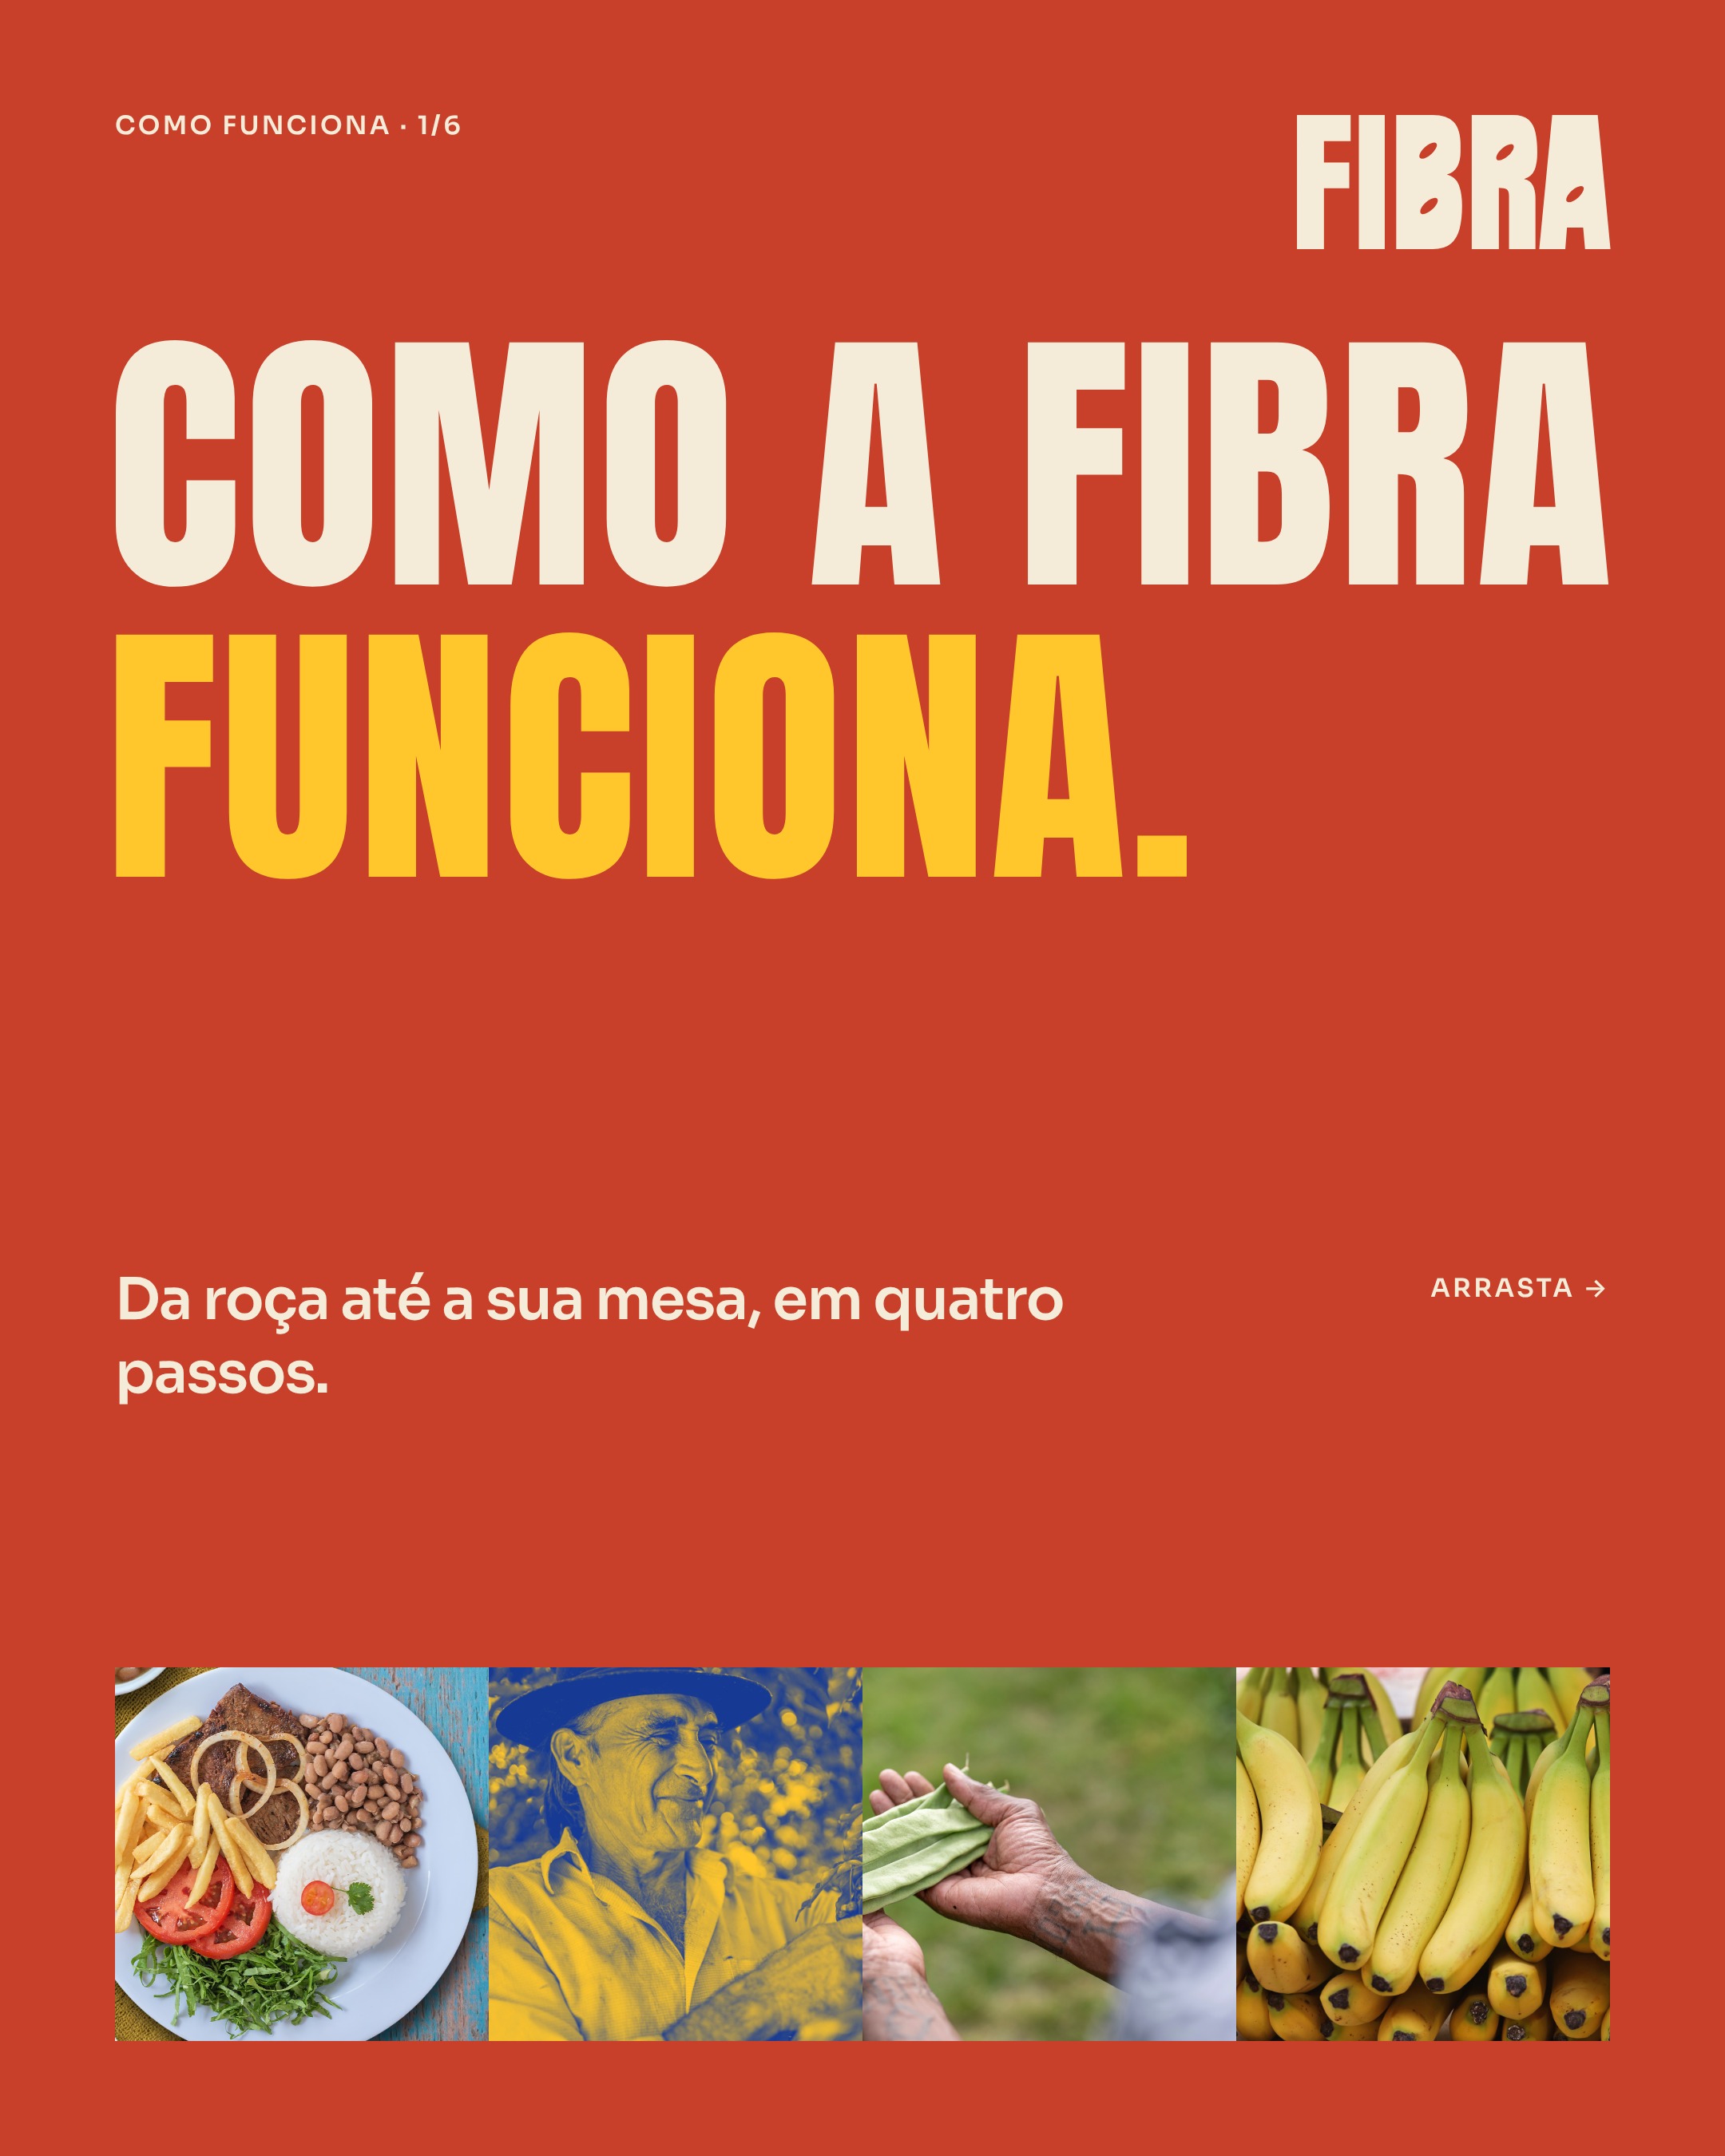 COMO FUNCIONA · 1/6
FIBRA
COMO A FIBRA
FUNCIONA.
Da roça até a sua mesa, em quatro
passos.
ARRASTA →